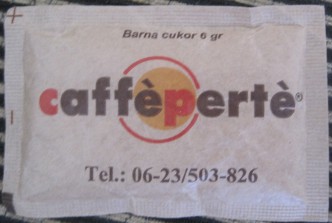 Barna cukor 6 gr
caffèpertè®
Tel.: 06-23/503-826